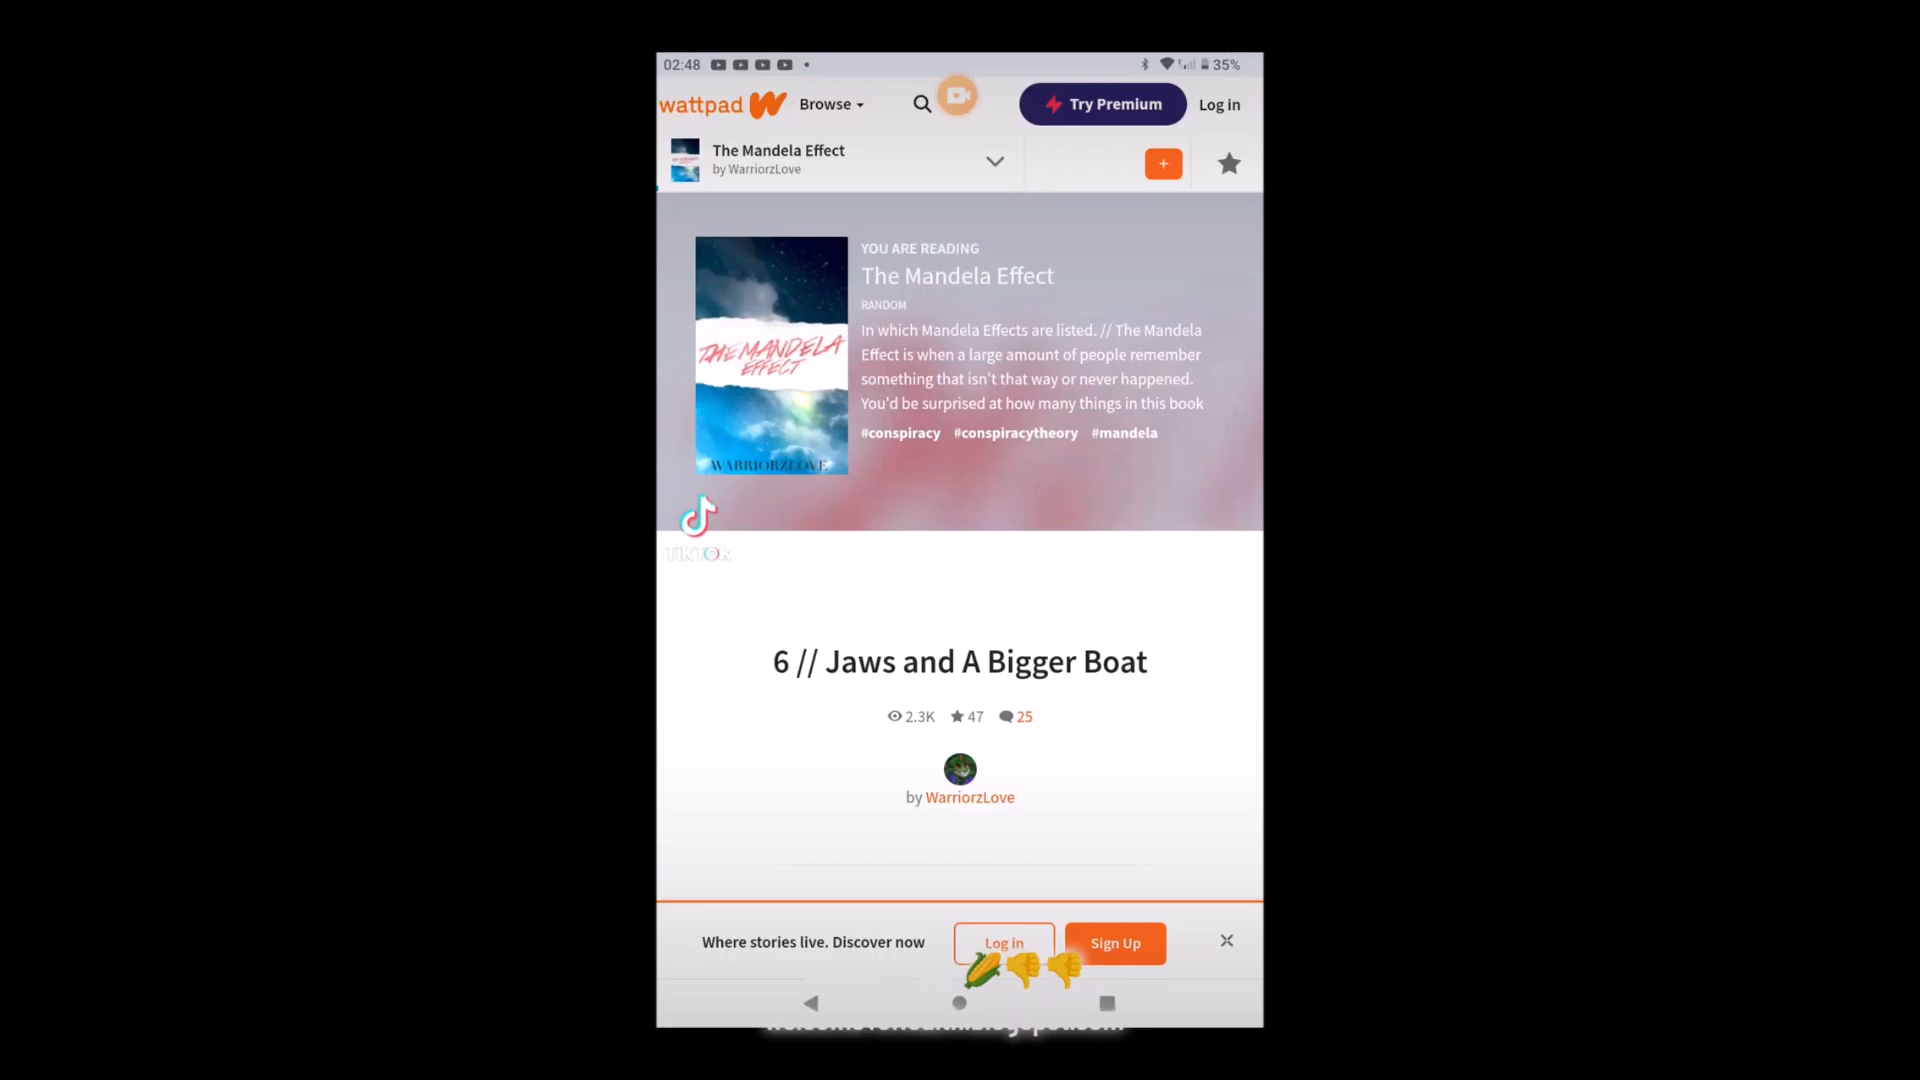 02:48
35%
wattpad
Browse
Try Premium
Log in
The Mandela Effect
by WarriorzLove
+
YOU ARE READING
The Mandela Effect
RANDOM
In which Mandela Effects are listed. // The Mandela
Effect is when a large amount of people remember
something that isn't that way or never happened.
You'd be surprised at how many things in this book
#conspiracy #conspiracytheory #mandela
THE MANDELA
EFFECT
WARRIORZLOVE
TikTok
6 // Jaws and A Bigger Boat
2.3K 47 25
by WarriorzLove
Where stories live. Discover now
Log in
Sign Up